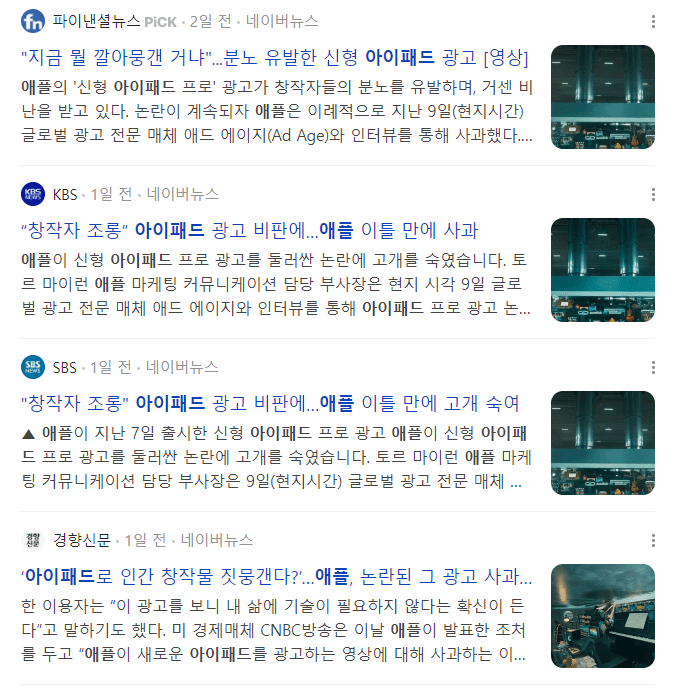 파이낸셜뉴스 PiCK · 2일 전 · 네이버뉴스
"지금 뭘 깔아뭉갠 거냐"...분노 유발한 신형 아이패드 광고 [영상]
애플의 '신형 아이패드 프로' 광고가 창작자들의 분노를 유발하며, 거센 비
난을 받고 있다. 논란이 계속되자 애플은 이례적으로 지난 9일(현지시간)
글로벌 광고 전문 매체 애드 에이지(Ad Age)와 인터뷰를 통해 사과했다....
KBS · 1일 전 · 네이버뉴스
“창작자 조롱” 아이패드 광고 비판에…애플 이틀 만에 사과
애플이 신형 아이패드 프로 광고를 둘러싼 논란에 고개를 숙였습니다. 토
르 마이런 애플 마케팅 커뮤니케이션 담당 부사장은 현지 시각 9일 글로
벌 광고 전문 매체 애드 에이지와 인터뷰를 통해 아이패드 프로 광고 논...
SBS · 1일 전 · 네이버뉴스
"창작자 조롱" 아이패드 광고 비판에…애플 이틀 만에 고개 숙여
▲ 애플이 지난 7일 출시한 신형 아이패드 프로 광고 애플이 신형 아이패
드 프로 광고를 둘러싼 논란에 고개를 숙였습니다. 토르 마이런 애플 마케
팅 커뮤니케이션 담당 부사장은 9일(현지시간) 글로벌 광고 전문 매체 ...
경향신문 · 1일 전 · 네이버뉴스
‘아이패드로 인간 창작물 짓뭉갠다?’…애플, 논란된 그 광고 사과...
한 이용자는 “이 광고를 보니 내 삶에 기술이 필요하지 않다는 확신이 든
다”고 말하기도 했다. 미 경제매체 CNBC방송은 이날 애플이 발표한 조처
를 두고 “애플이 새로운 아이패드를 광고하는 영상에 대해 사과하는 이...